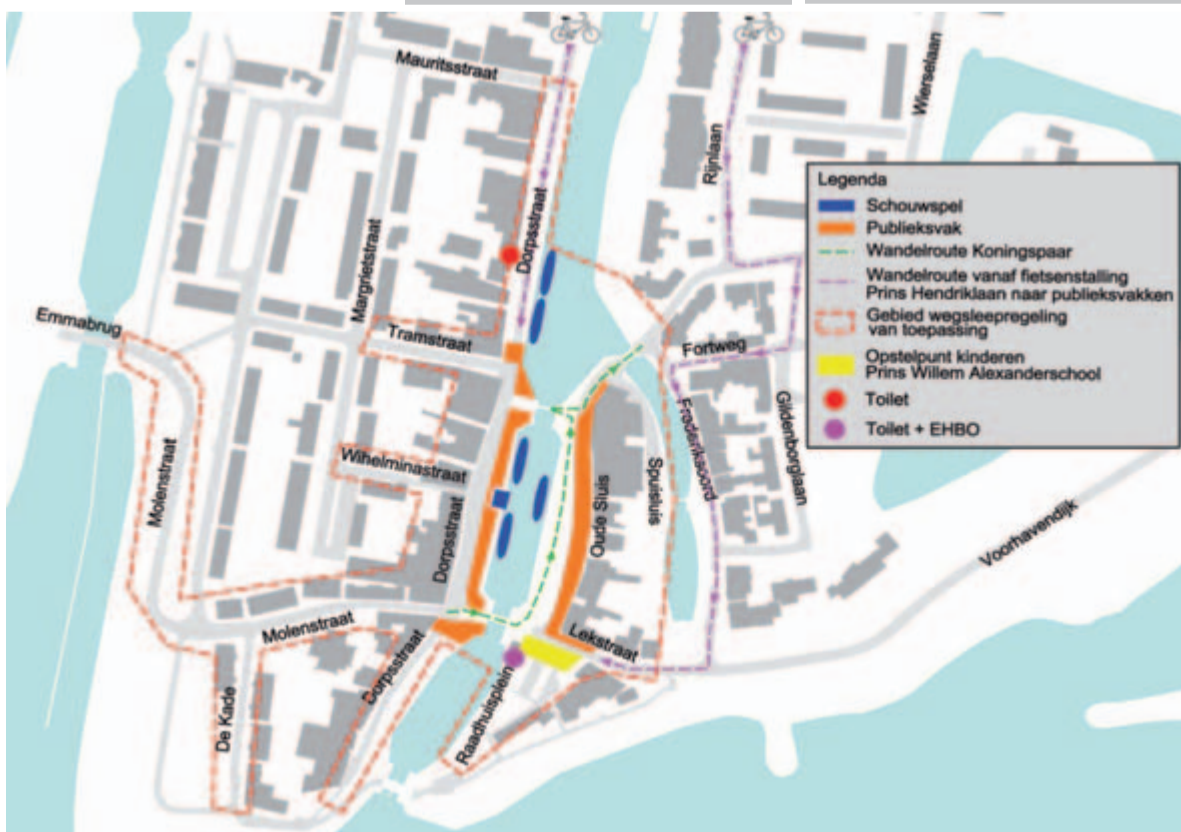 Mauritsstraat
Wierselaan
Rijnlaan
Dorpsstraat
Margrietstraat
Emmabrug
Tramstraat
Fortweg
Molenstraat
Wihelminastraat
Frederiksoord
Gildenborglaan
Spuisluis
Oude Sluis
Dorpsstraat
Voorhavendijk
Molenstraat
Lekstraat
Dorpsstraat
De Kade
Raadhuisplein
Legenda
Schouwspel
Publieksvak
Wandelroute Koningspaar
Wandelroute vanaf fietsenstalling
Prins Hendriklaan naar publieksvakken
Gebied wegsleepregeling
van toepassing
Opstelpunt kinderen
Prins Willem Alexanderschool
Toilet
Toilet + EHBO